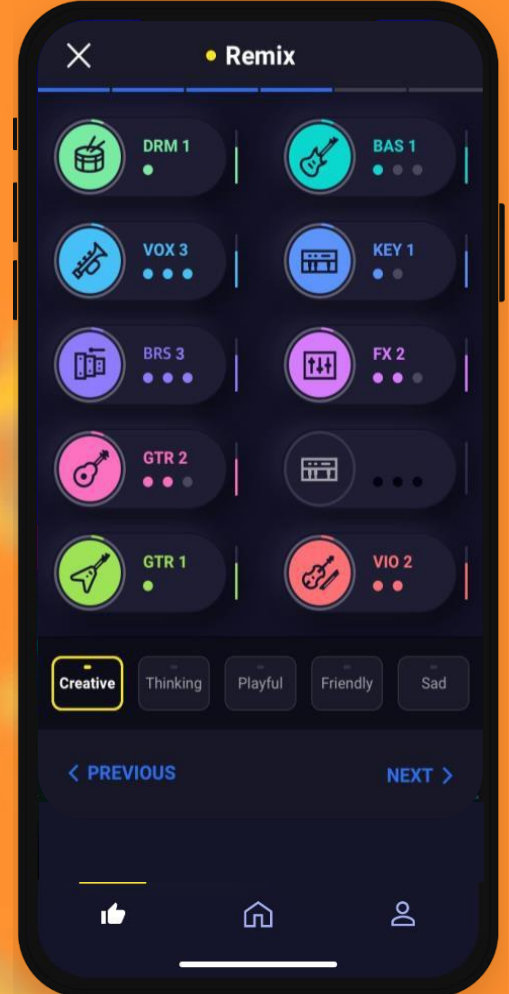 Remix
DRM 1
BAS 1
VOX 3
KEY 1
BRS 3
FX 2
GTR 2
GTR 1
VIO 2
Creative
Thinking
Playful
Friendly
Sad
PREVIOUS
NEXT